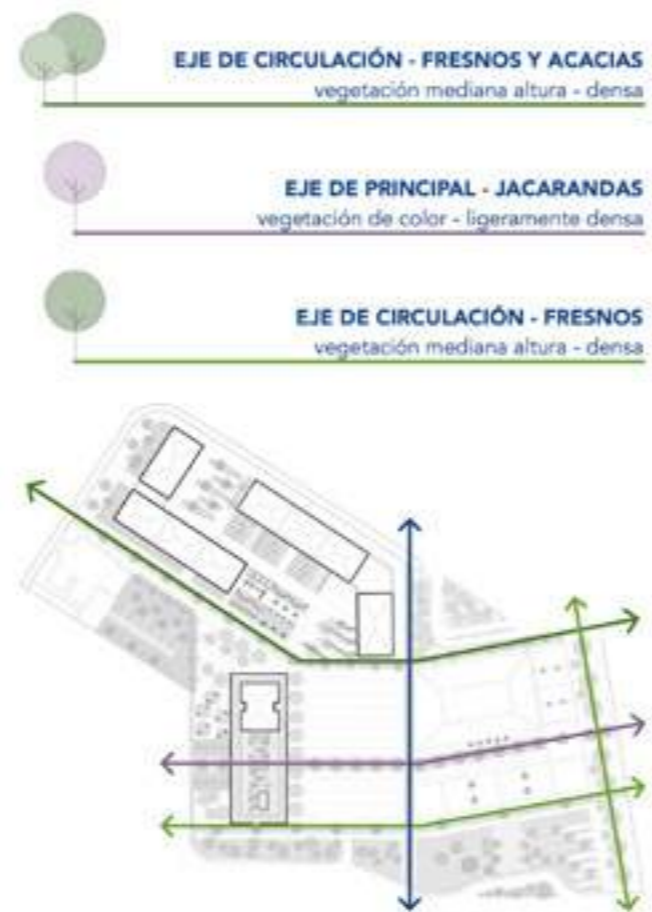 EJE DE CIRCULACIÓN - FRESNOS Y ACACIAS
vegetación mediana altura - densa
EJE DE PRINCIPAL - JACARANDAS
vegetación de color - ligeramente densa
EJE DE CIRCULACIÓN - FRESNOS
vegetación mediana altura - densa